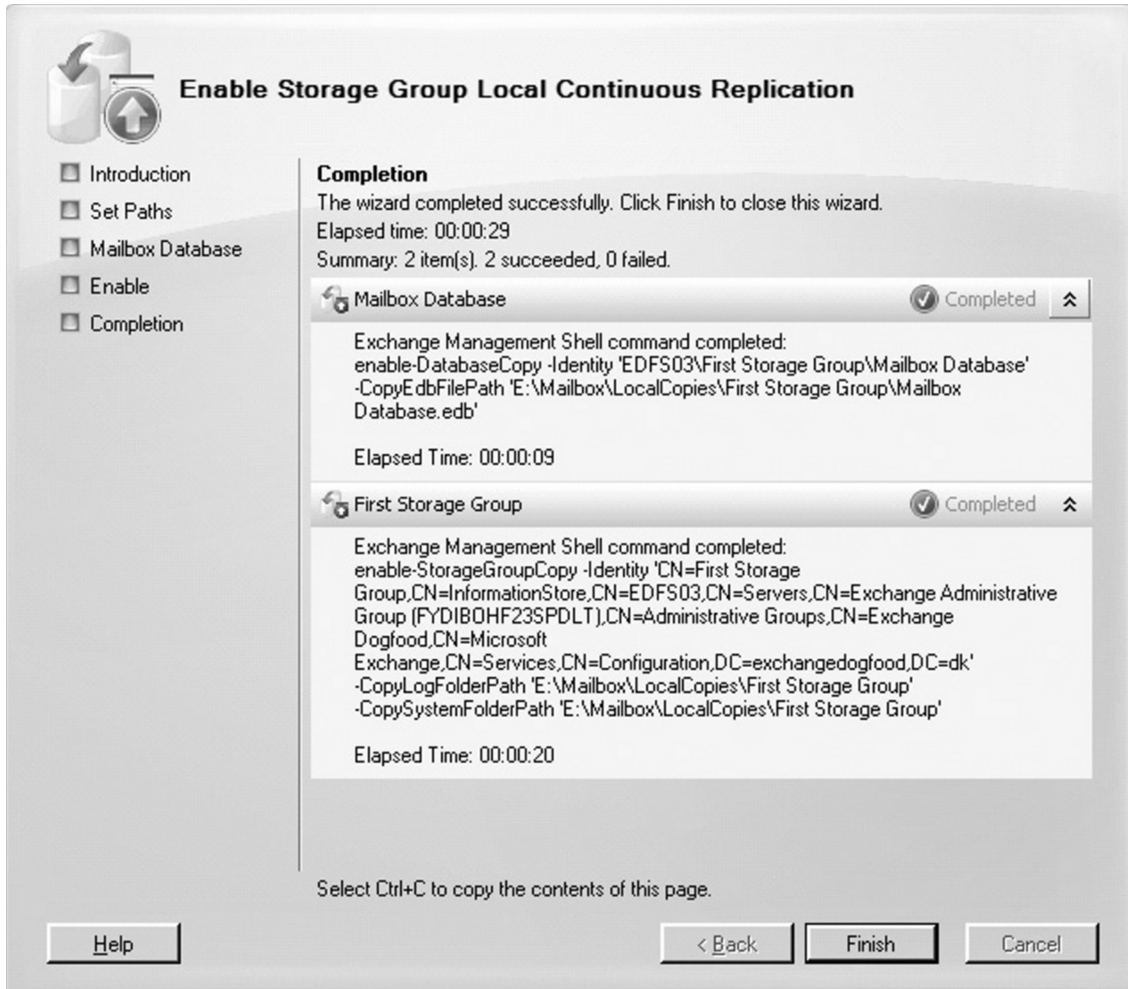 Enable Storage Group Local Continuous Replication
Introduction
Set Paths
Mailbox Database
Enable
Completion
Completion
The wizard completed successfully. Click Finish to close this wizard.
Elapsed time: 00:00:29
Summary: 2 item(s). 2 succeeded, 0 failed.
Mailbox Database Completed
Exchange Management Shell command completed:
enable-DatabaseCopy -Identity 'EDFS03\First Storage Group\Mailbox Database'
-CopyEdbFilePath 'E:\Mailbox\LocalCopies\First Storage Group\Mailbox
Database.edb'
Elapsed Time: 00:00:09
First Storage Group Completed
Exchange Management Shell command completed:
enable-StorageGroupCopy -Identity 'CN=First Storage
Group,CN=InformationStore,CN=EDFS03,CN=Servers,CN=Exchange Administrative
Group (FYDIBOHF23SPDLT),CN=Administrative Groups,CN=Exchange
Dogfood,CN=Microsoft
Exchange,CN=Services,CN=Configuration,DC=exchangedogfood,DC=dk'
-CopyLogFolderPath 'E:\Mailbox\LocalCopies\First Storage Group'
-CopySystemFolderPath 'E:\Mailbox\LocalCopies\First Storage Group'
Elapsed Time: 00:00:20
Select Ctrl+C to copy the contents of this page.
Help < Back Finish Cancel